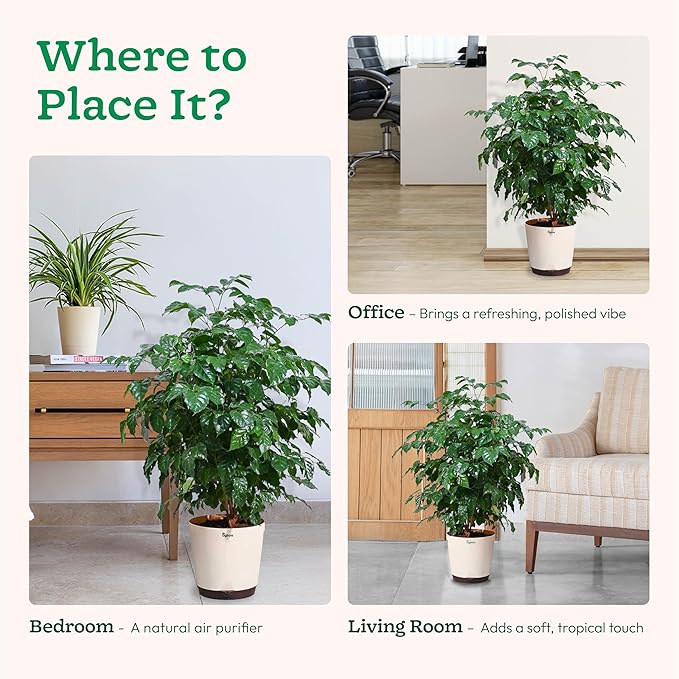 Where to
Place It?
Office – Brings a refreshing, polished vibe
Bedroom – A natural air purifier
Living Room – Adds a soft, tropical touch